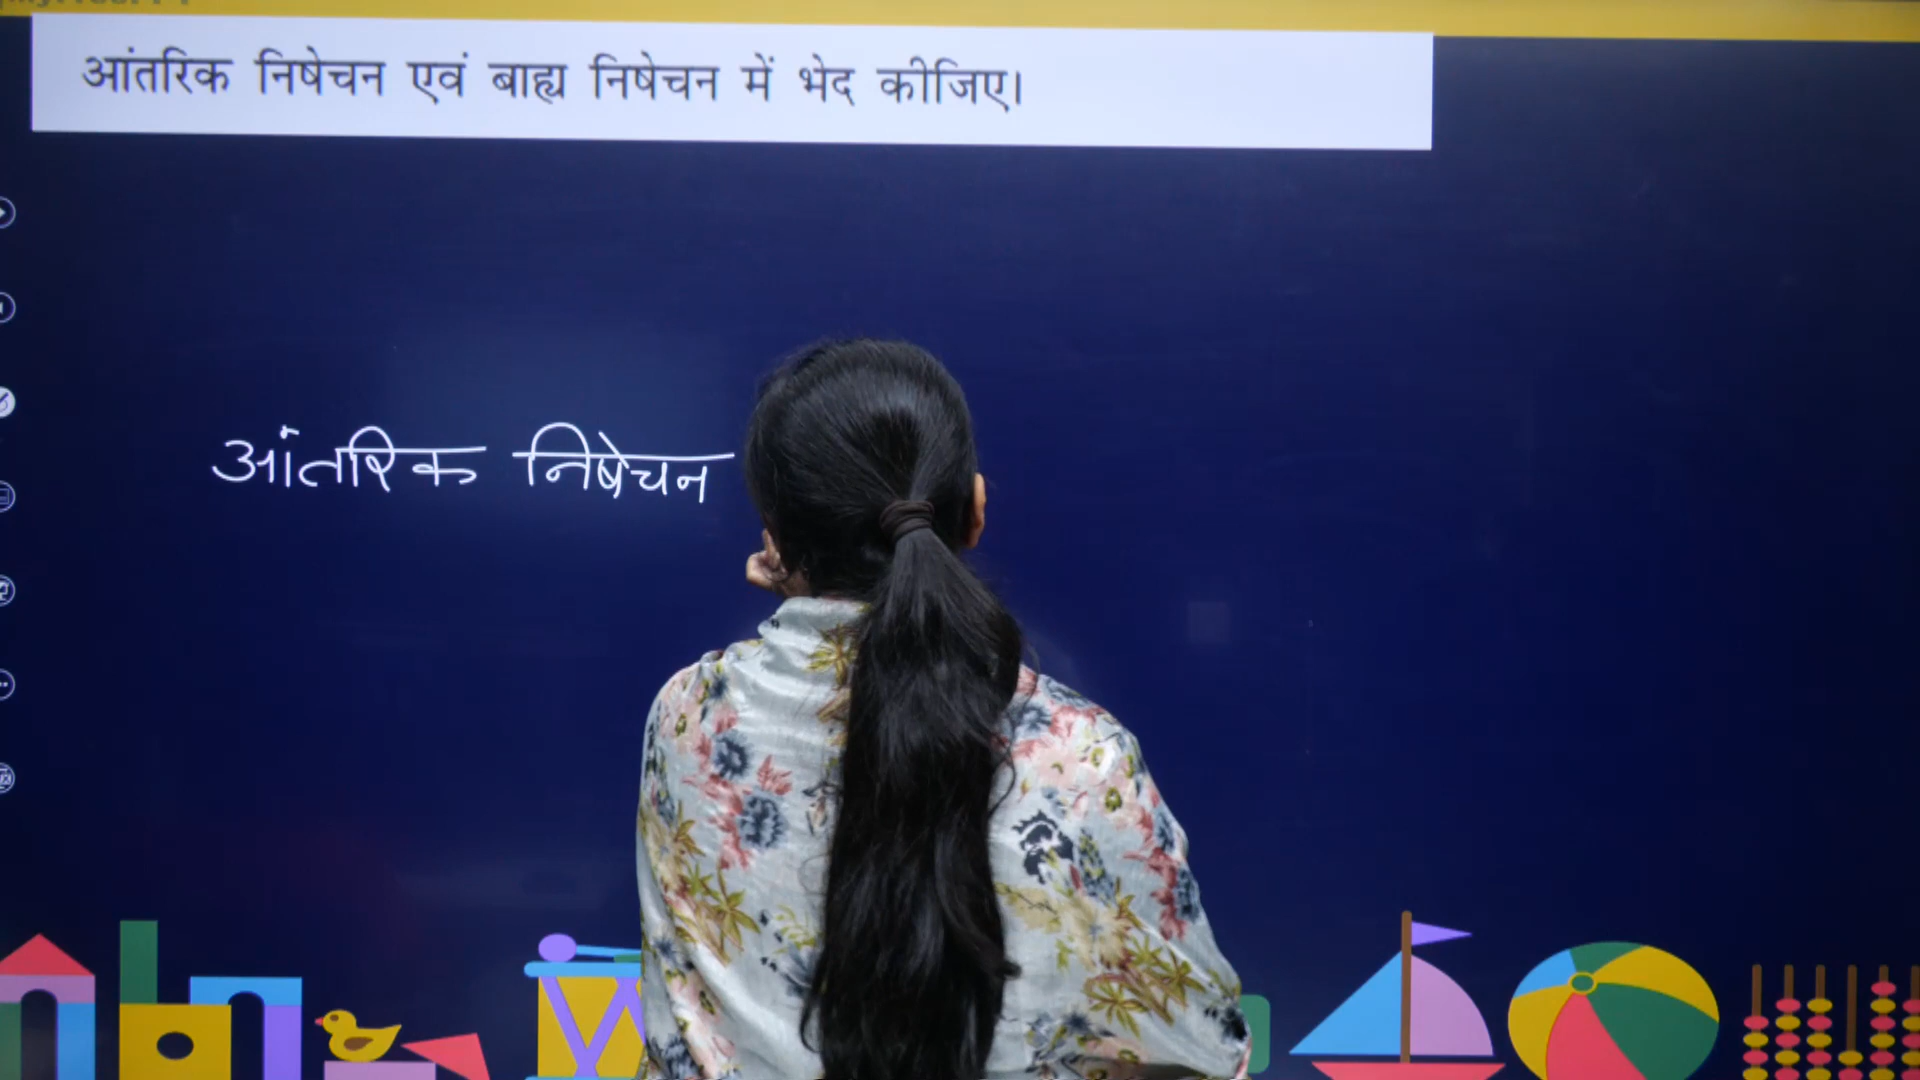 आंतरिक निषेचन एवं बाह्य निषेचन में भेद कीजिए।
आंतरिक निषेचन